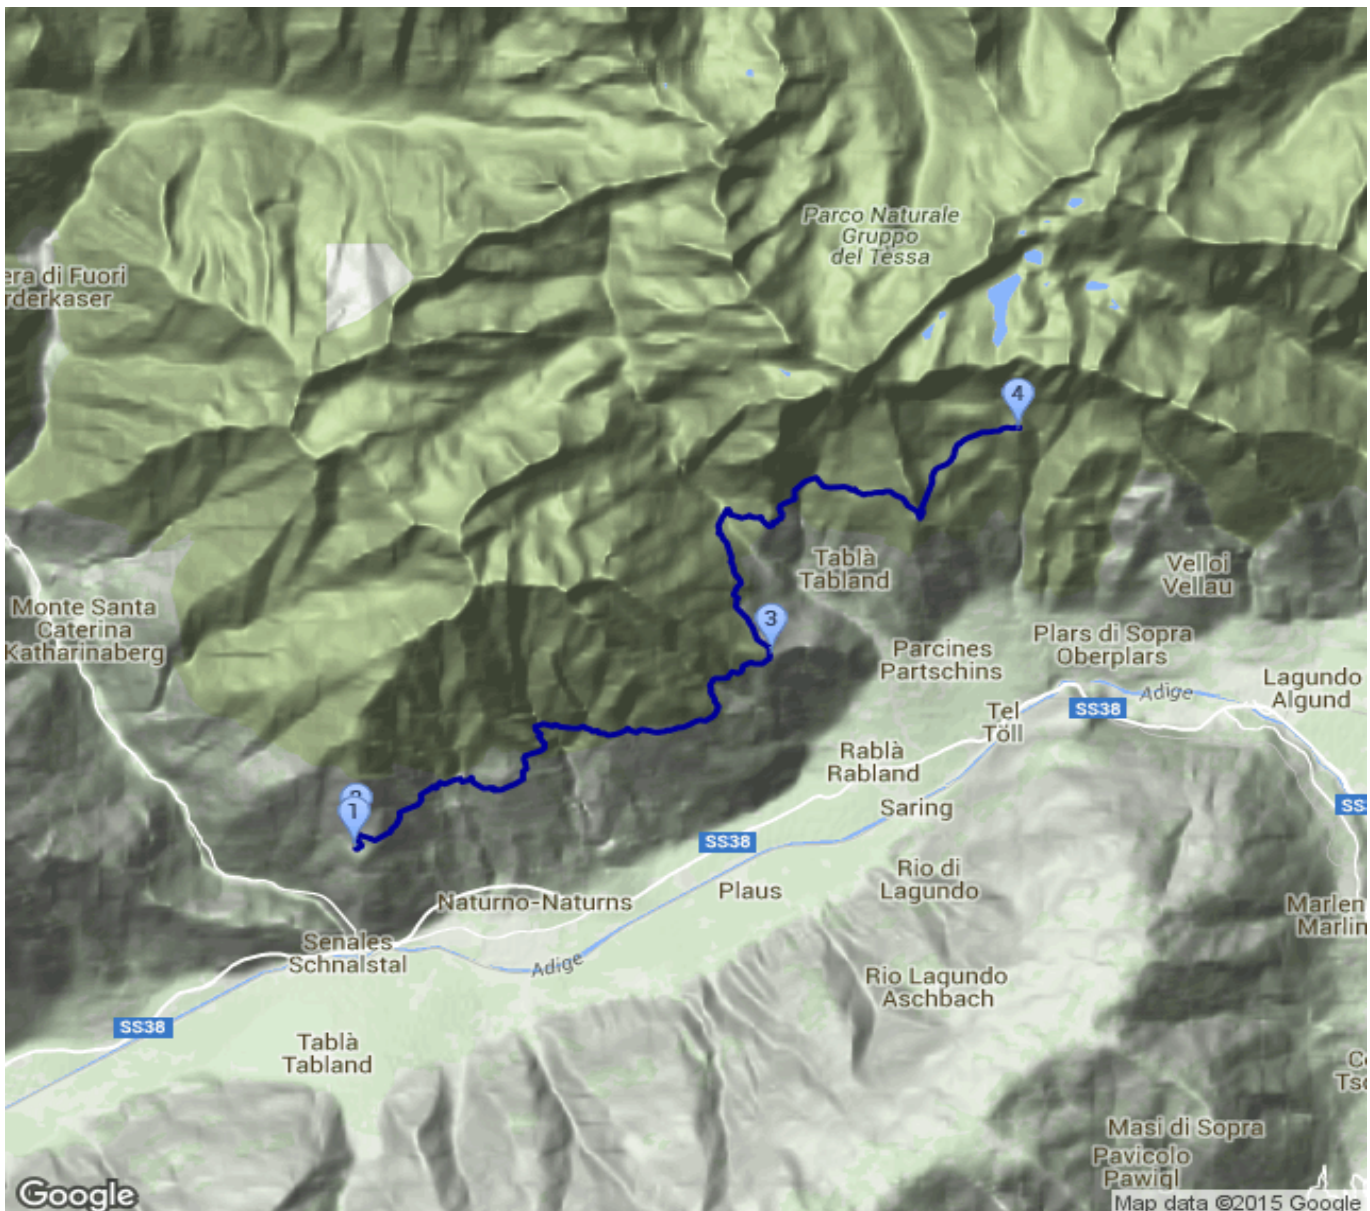 Parco Naturale
Gruppo
del Tessa
era di Fuori
rderkaser
4
Tablà
Tabland
Velloi
Vellau
Monte Santa
Caterina
Katharinaberg
3
Parcines
Partschins
Plars di Sopra
Oberplars
Lagundo
Algund
Adige
SS38
Tel
Töll
Rablà
Rabland
Saring
SS3
1
SS38
Rio di
Lagundo
Plaus
Naturno-Naturns
Marlen
Marlin
Senales
Schnalstal
Adige
Rio Lagundo
Aschbach
SS38
Tablà
Tabland
Masi di Sopra
Pavicolo
Pawigl
Google
Map data ©2015 Google